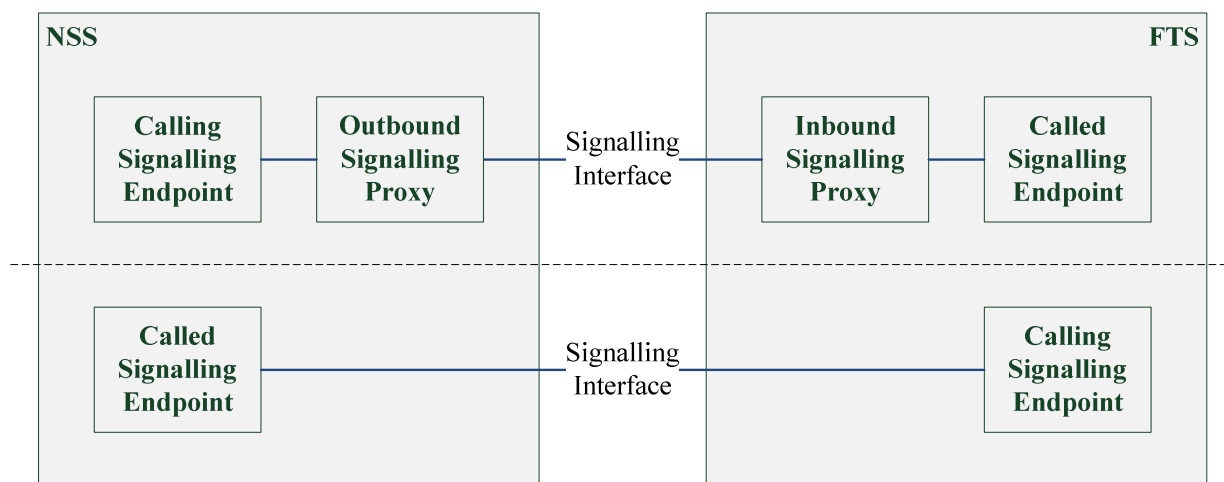 NSS
FTS
Calling
Signalling
Endpoint
Outbound
Signalling
Proxy
Signalling
Interface
Inbound
Signalling
Proxy
Called
Signalling
Endpoint
Called
Signalling
Endpoint
Signalling
Interface
Calling
Signalling
Endpoint